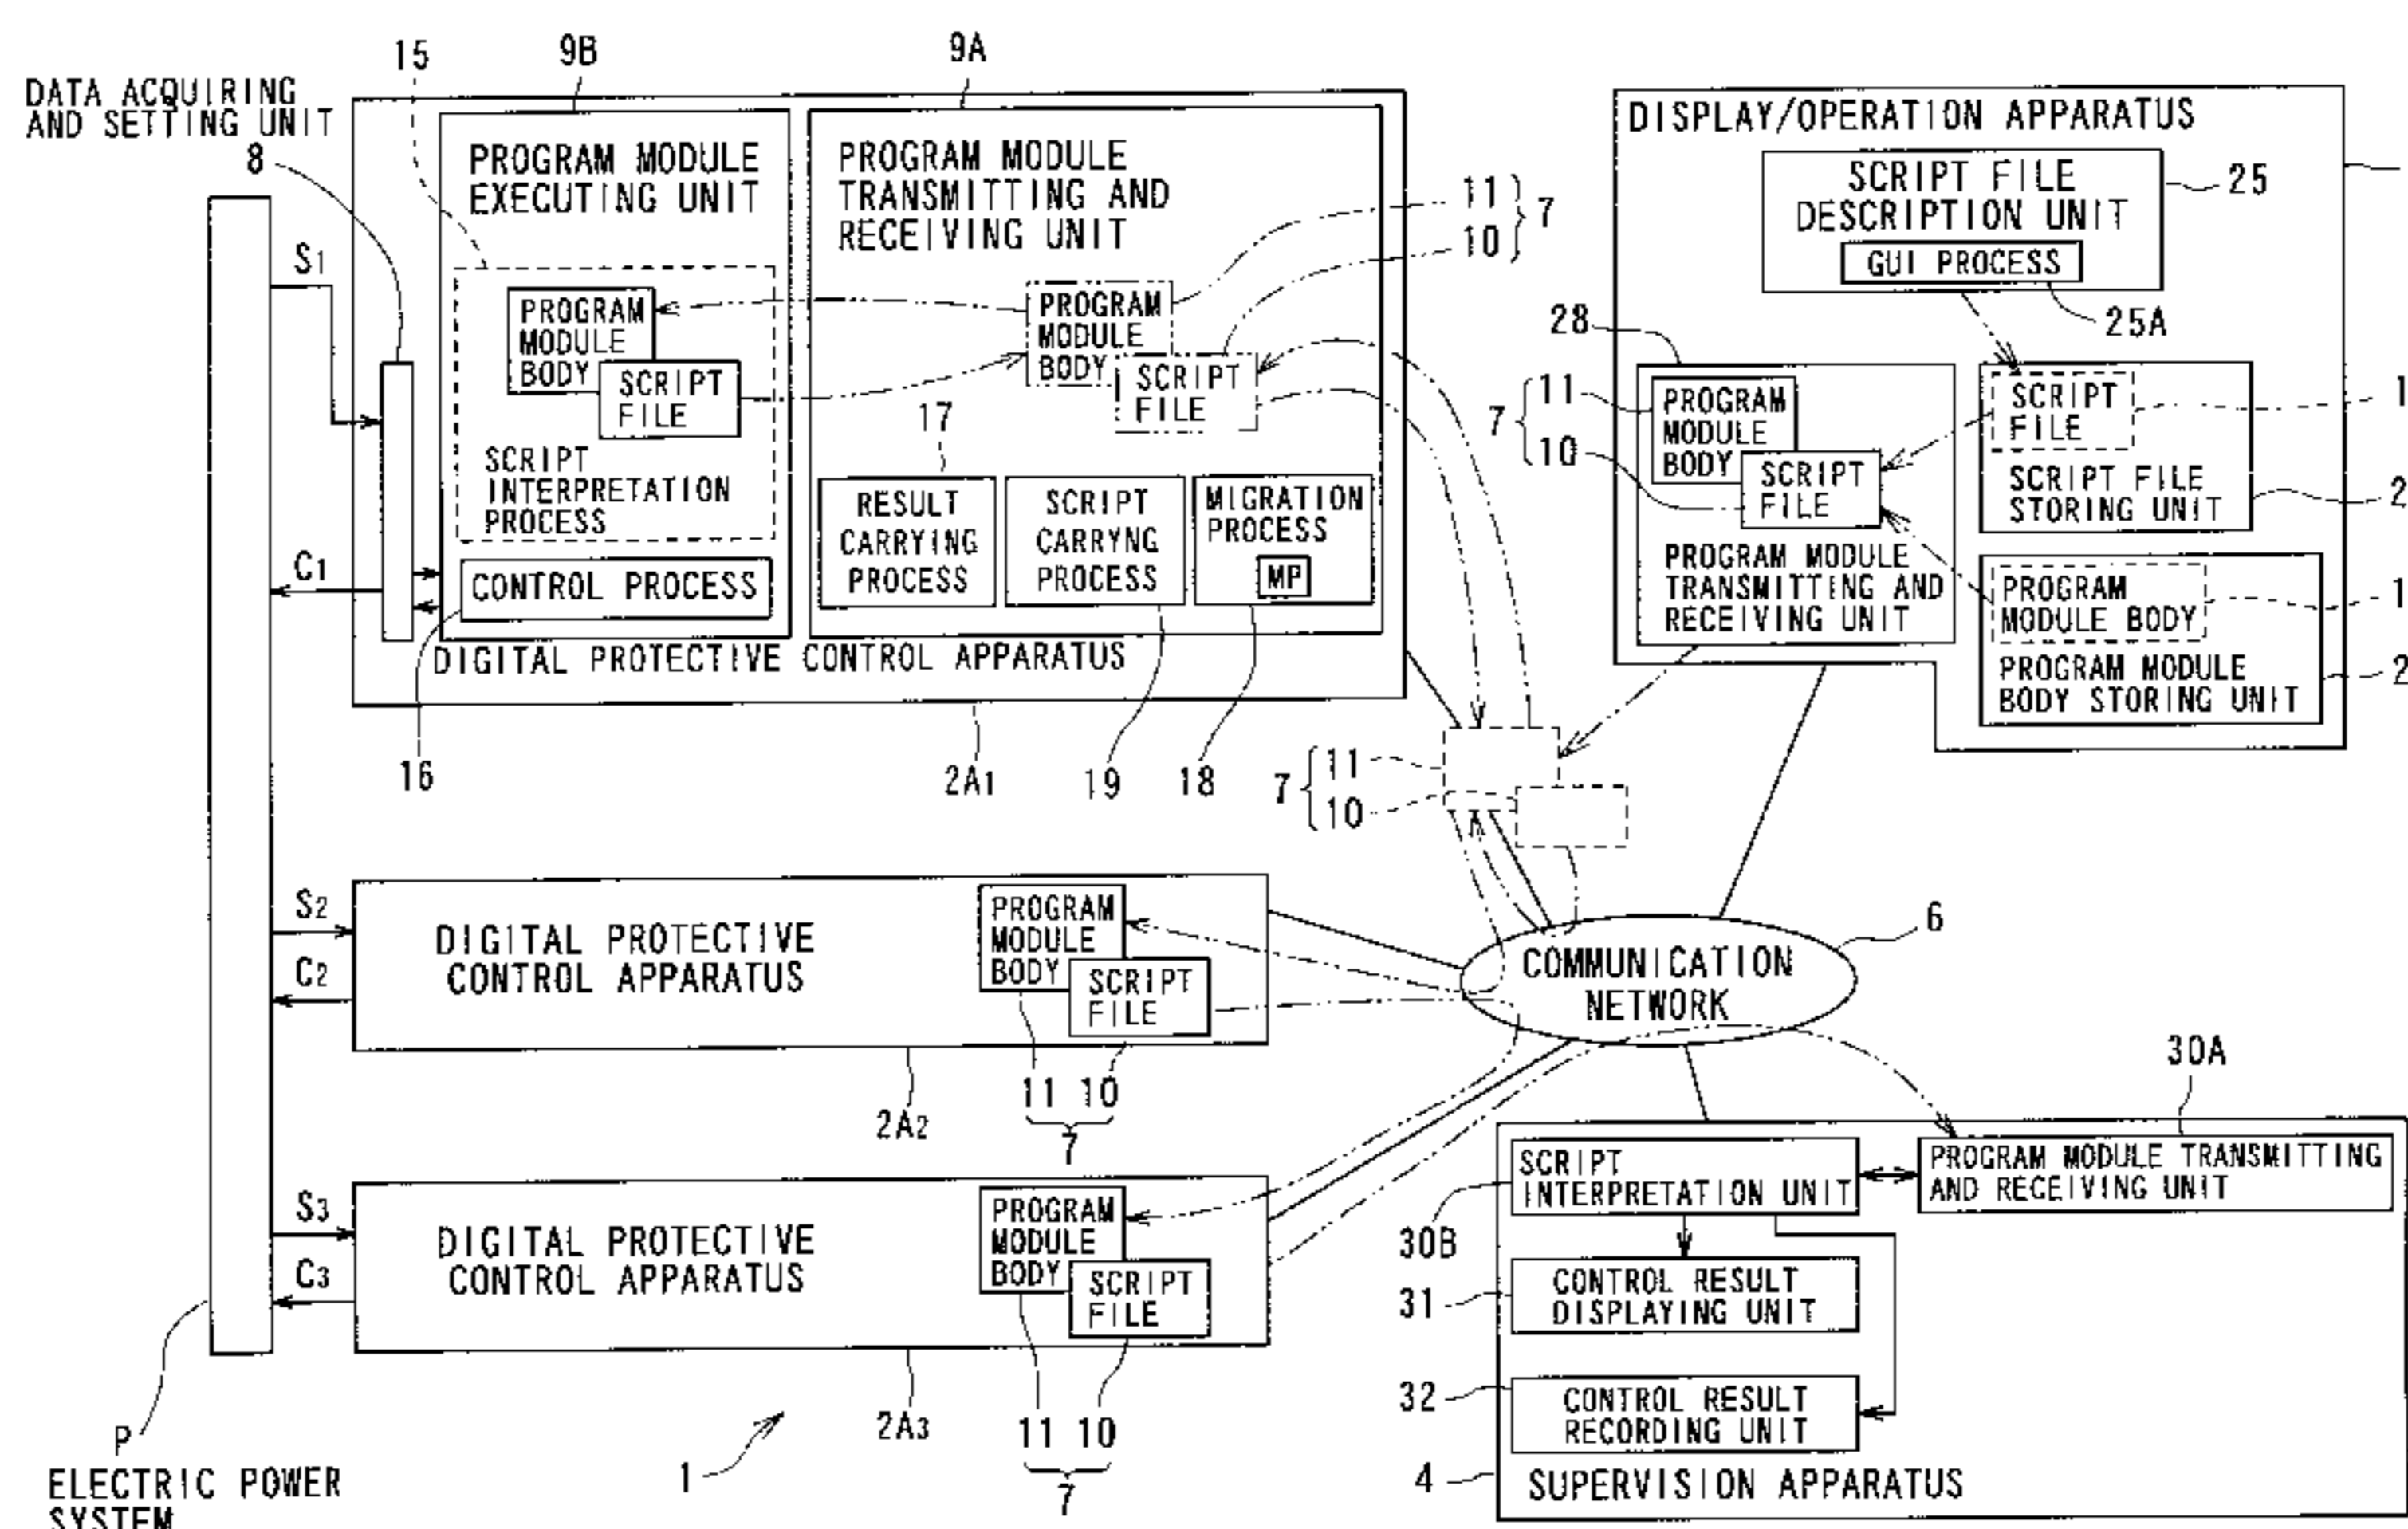 DATA ACQUIRING
AND SETTING UNIT
8
15
9B
9A
PROGRAM MODULE
EXECUTING UNIT
PROGRAM MODULE
TRANSMITTING AND
RECEIVING UNIT
11
10
7
S1
C1
PROGRAM
MODULE
BODY
SCRIPT
FILE
SCRIPT
INTERPRETATION
PROCESS
CONTROL PROCESS
PROGRAM
MODULE
BODY
SCRIPT
FILE
17
RESULT
CARRYING
PROCESS
SCRIPT
CARRYNG
PROCESS
MIGRATION
PROCESS
MP
DIGITAL PROTECTIVE CONTROL APPARATUS
16
2A1
19
18
DISPLAY/OPERATION APPARATUS
SCRIPT FILE
DESCRIPTION UNIT
GUI PROCESS
25
25A
28
7
11
10
PROGRAM
MODULE
BODY
SCRIPT
FILE
PROGRAM MODULE
TRANSMITTING AND
RECEIVING UNIT
SCRIPT
FILE
SCRIPT FILE
STORING UNIT
1
2
PROGRAM
MODULE BODY
PROGRAM MODULE
BODY STORING UNIT
1
2
7
11
10
S2
C2
DIGITAL PROTECTIVE
CONTROL APPARATUS
PROGRAM
MODULE
BODY
SCRIPT
FILE
2A2
11 10
7
COMMUNICATION
NETWORK
6
S3
C3
DIGITAL PROTECTIVE
CONTROL APPARATUS
PROGRAM
MODULE
BODY
SCRIPT
FILE
2A3
11 10
7
30A
SCRIPT
INTERPRETATION UNIT
30B
PROGRAM MODULE TRANSMITTING
AND RECEIVING UNIT
31
CONTROL RESULT
DISPLAYING UNIT
32
CONTROL RESULT
RECORDING UNIT
4
SUPERVISION APPARATUS
P
ELECTRIC POWER
SYSTEM
1